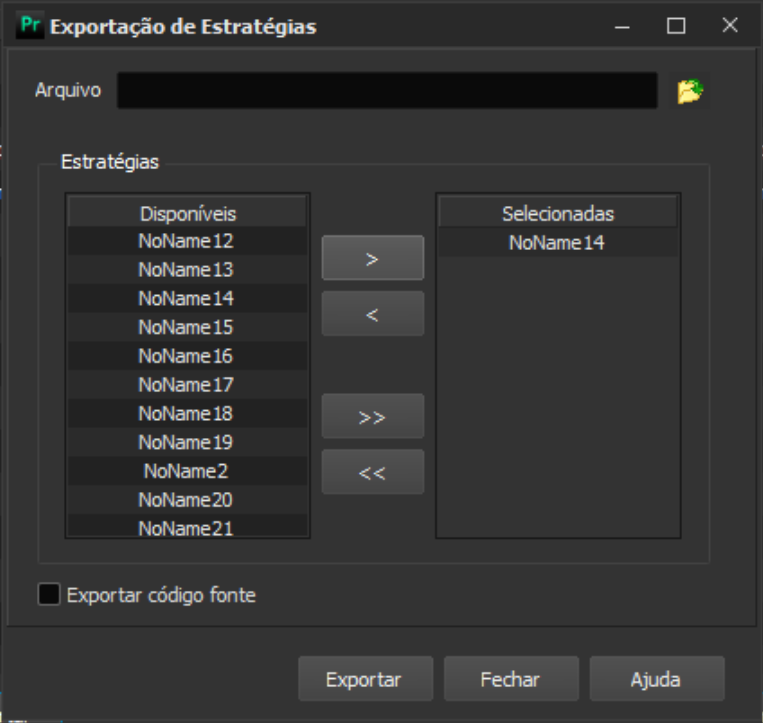 Pr Exportação de Estratégias
Arquivo
Estratégias
Disponíveis
NoName12
NoName13
NoName14
NoName15
NoName16
NoName17
NoName18
NoName19
NoName2
NoName20
NoName21
>
<
>>
<<
Selecionadas
NoName14
Exportar código fonte
Exportar Fechar Ajuda